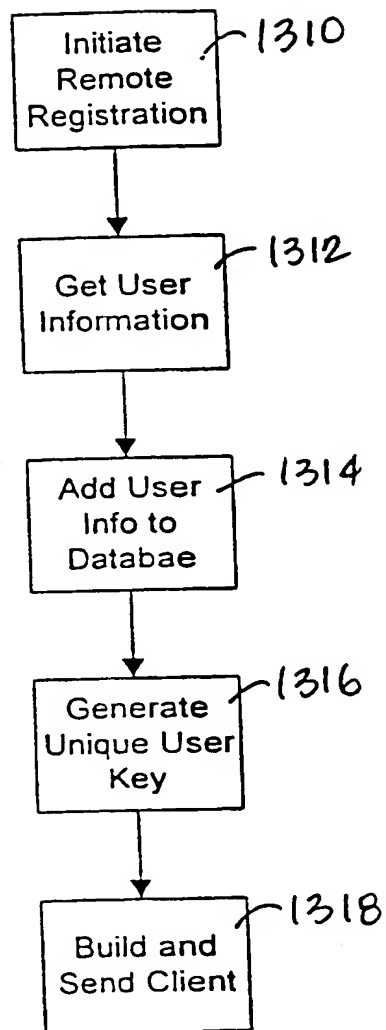 Initiate
Remote
Registration
1310
Get User
Information
1312
Add User
Info to
Databae
1314
Generate
Unique User
Key
1316
Build and
Send Client
1318